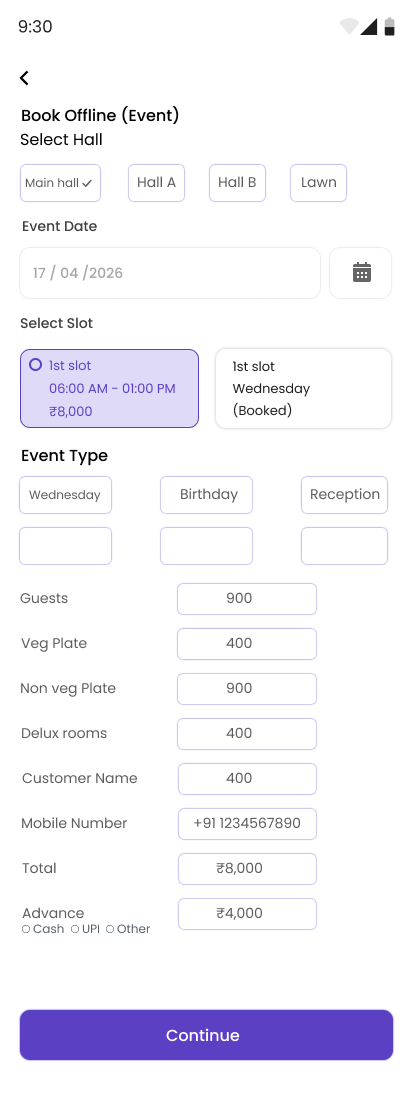 9:30
Book Offline (Event)
Select Hall
Main hall
Hall A
Hall B
Lawn
Event Date
17 / 04 /2026
Select Slot
1st slot
06:00 AM - 01:00 PM
₹8,000
1st slot
Wednesday
(Booked)
Event Type
Wednesday
Birthday
Reception
Guests
900
Veg Plate
400
Non veg Plate
900
Delux rooms
400
Customer Name
400
Mobile Number
+91 1234567890
Total
₹8,000
Advance
₹4,000
Cash
UPI
Other
Continue